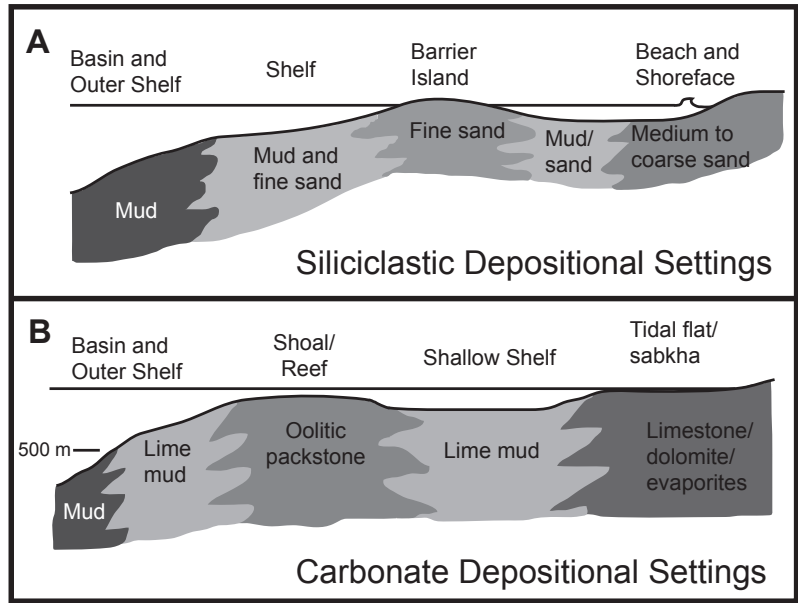 A
Basin and
Outer Shelf
Shelf
Barrier
Island
Beach and
Shoreface
Mud
Mud and
fine sand
Fine sand
Mud/
sand
Medium to
coarse sand
Siliciclastic Depositional Settings
B
Basin and
Outer Shelf
Shoal/
Reef
Shallow Shelf
Tidal flat/
sabkha
500 m
Mud
Lime
mud
Oolitic
packstone
Lime mud
Limestone/
dolomite/
evaporites
Carbonate Depositional Settings